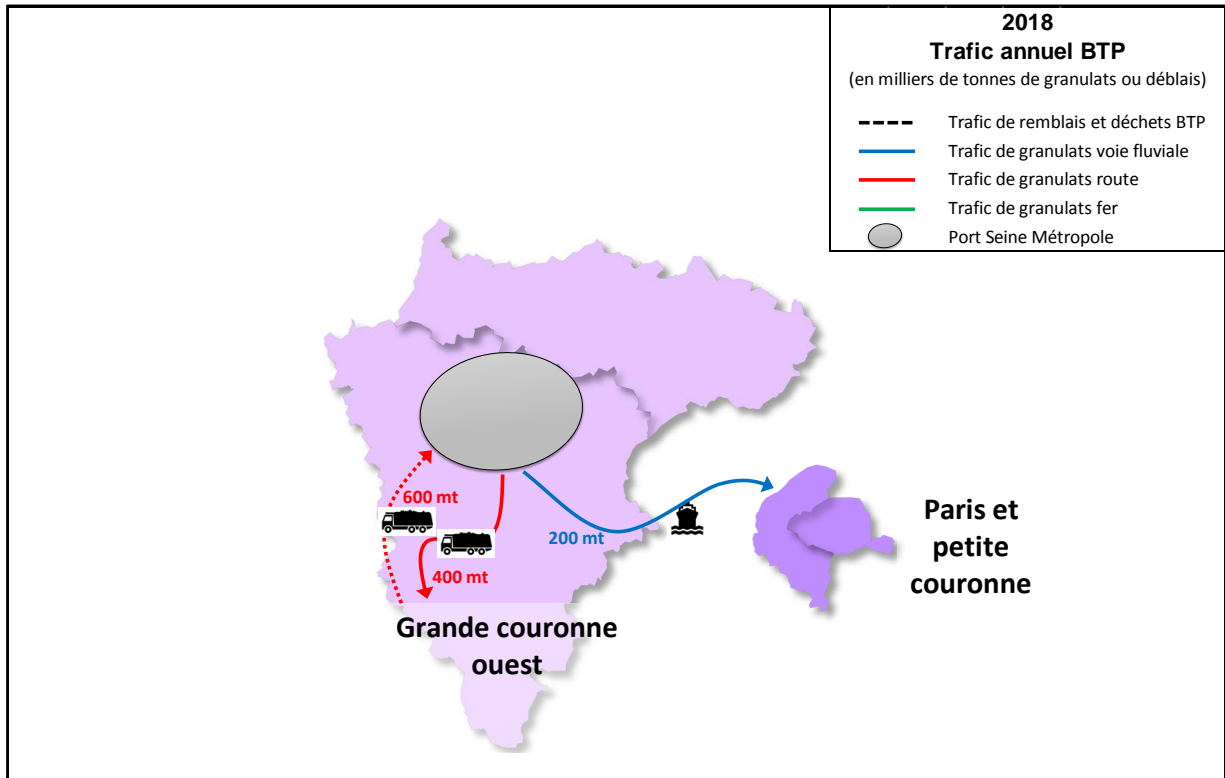 2018
Trafic annuel BTP
(en milliers de tonnes de granulats ou déblais)
Trafic de remblais et déchets BTP
Trafic de granulats voie fluviale
Trafic de granulats route
Trafic de granulats fer
Port Seine Métropole
600 mt
200 mt
400 mt
Paris et
petite
couronne
Grande couronne
ouest